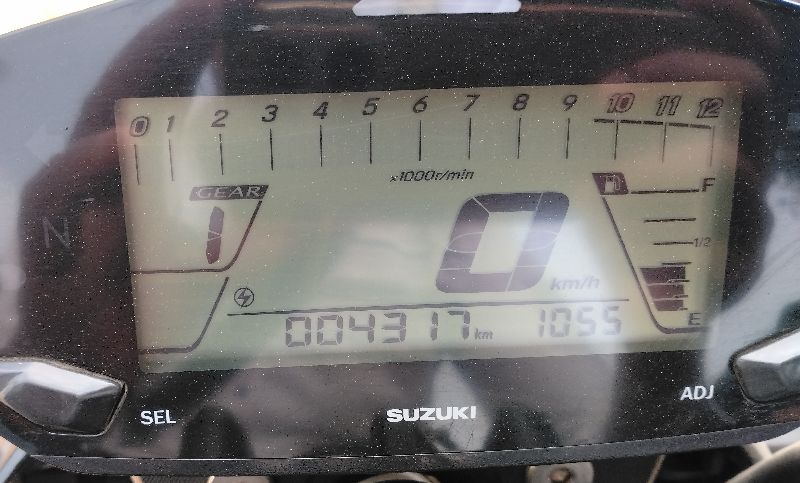 0 1 2 3 4 5 6 7 8 9 10 11 12
x1000r/min
GEAR
F
N
1
0
1/2
km/h
E
004317 km
1055
SEL
SUZUKI
ADJ